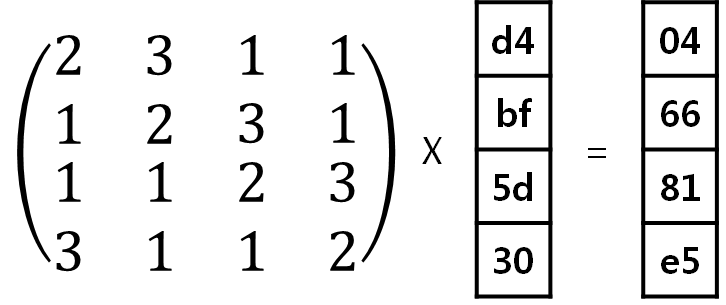 2 3 1 1 d4 04
1 2 3 1 bf 66
X =
1 1 2 3 5d 81
3 1 1 2 30 e5